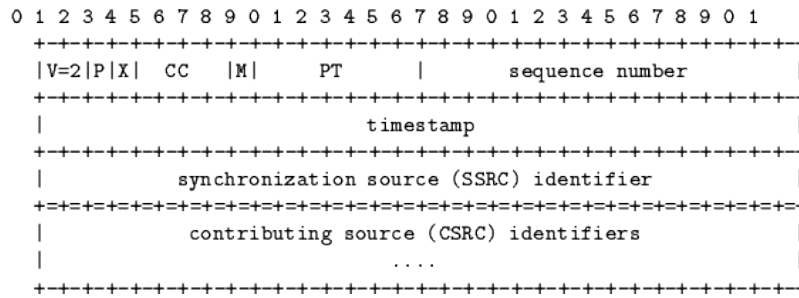 0 1 2 3 4 5 6 7 8 9 0 1 2 3 4 5 6 7 8 9 0 1 2 3 4 5 6 7 8 9 0 1
+-+-+-+-+-+-+-+-+-+-+-+-+-+-+-+-+-+-+-+-+-+-+-+-+-+-+-+-+-+-+-+-
|V=2|P|X| CC |M| PT | sequence number |
+-+-+-+-+-+-+-+-+-+-+-+-+-+-+-+-+-+-+-+-+-+-+-+-+-+-+-+-+-+-+-+-
| timestamp |
+-+-+-+-+-+-+-+-+-+-+-+-+-+-+-+-+-+-+-+-+-+-+-+-+-+-+-+-+-+-+-+-
| synchronization source (SSRC) identifier |
+=+=+=+=+=+=+=+=+=+=+=+=+=+=+=+=+=+=+=+=+=+=+=+=+=+=+=+=+=+=+=+=
| contributing source (CSRC) identifiers |
| .... |
+-+-+-+-+-+-+-+-+-+-+-+-+-+-+-+-+-+-+-+-+-+-+-+-+-+-+-+-+-+-+-+-